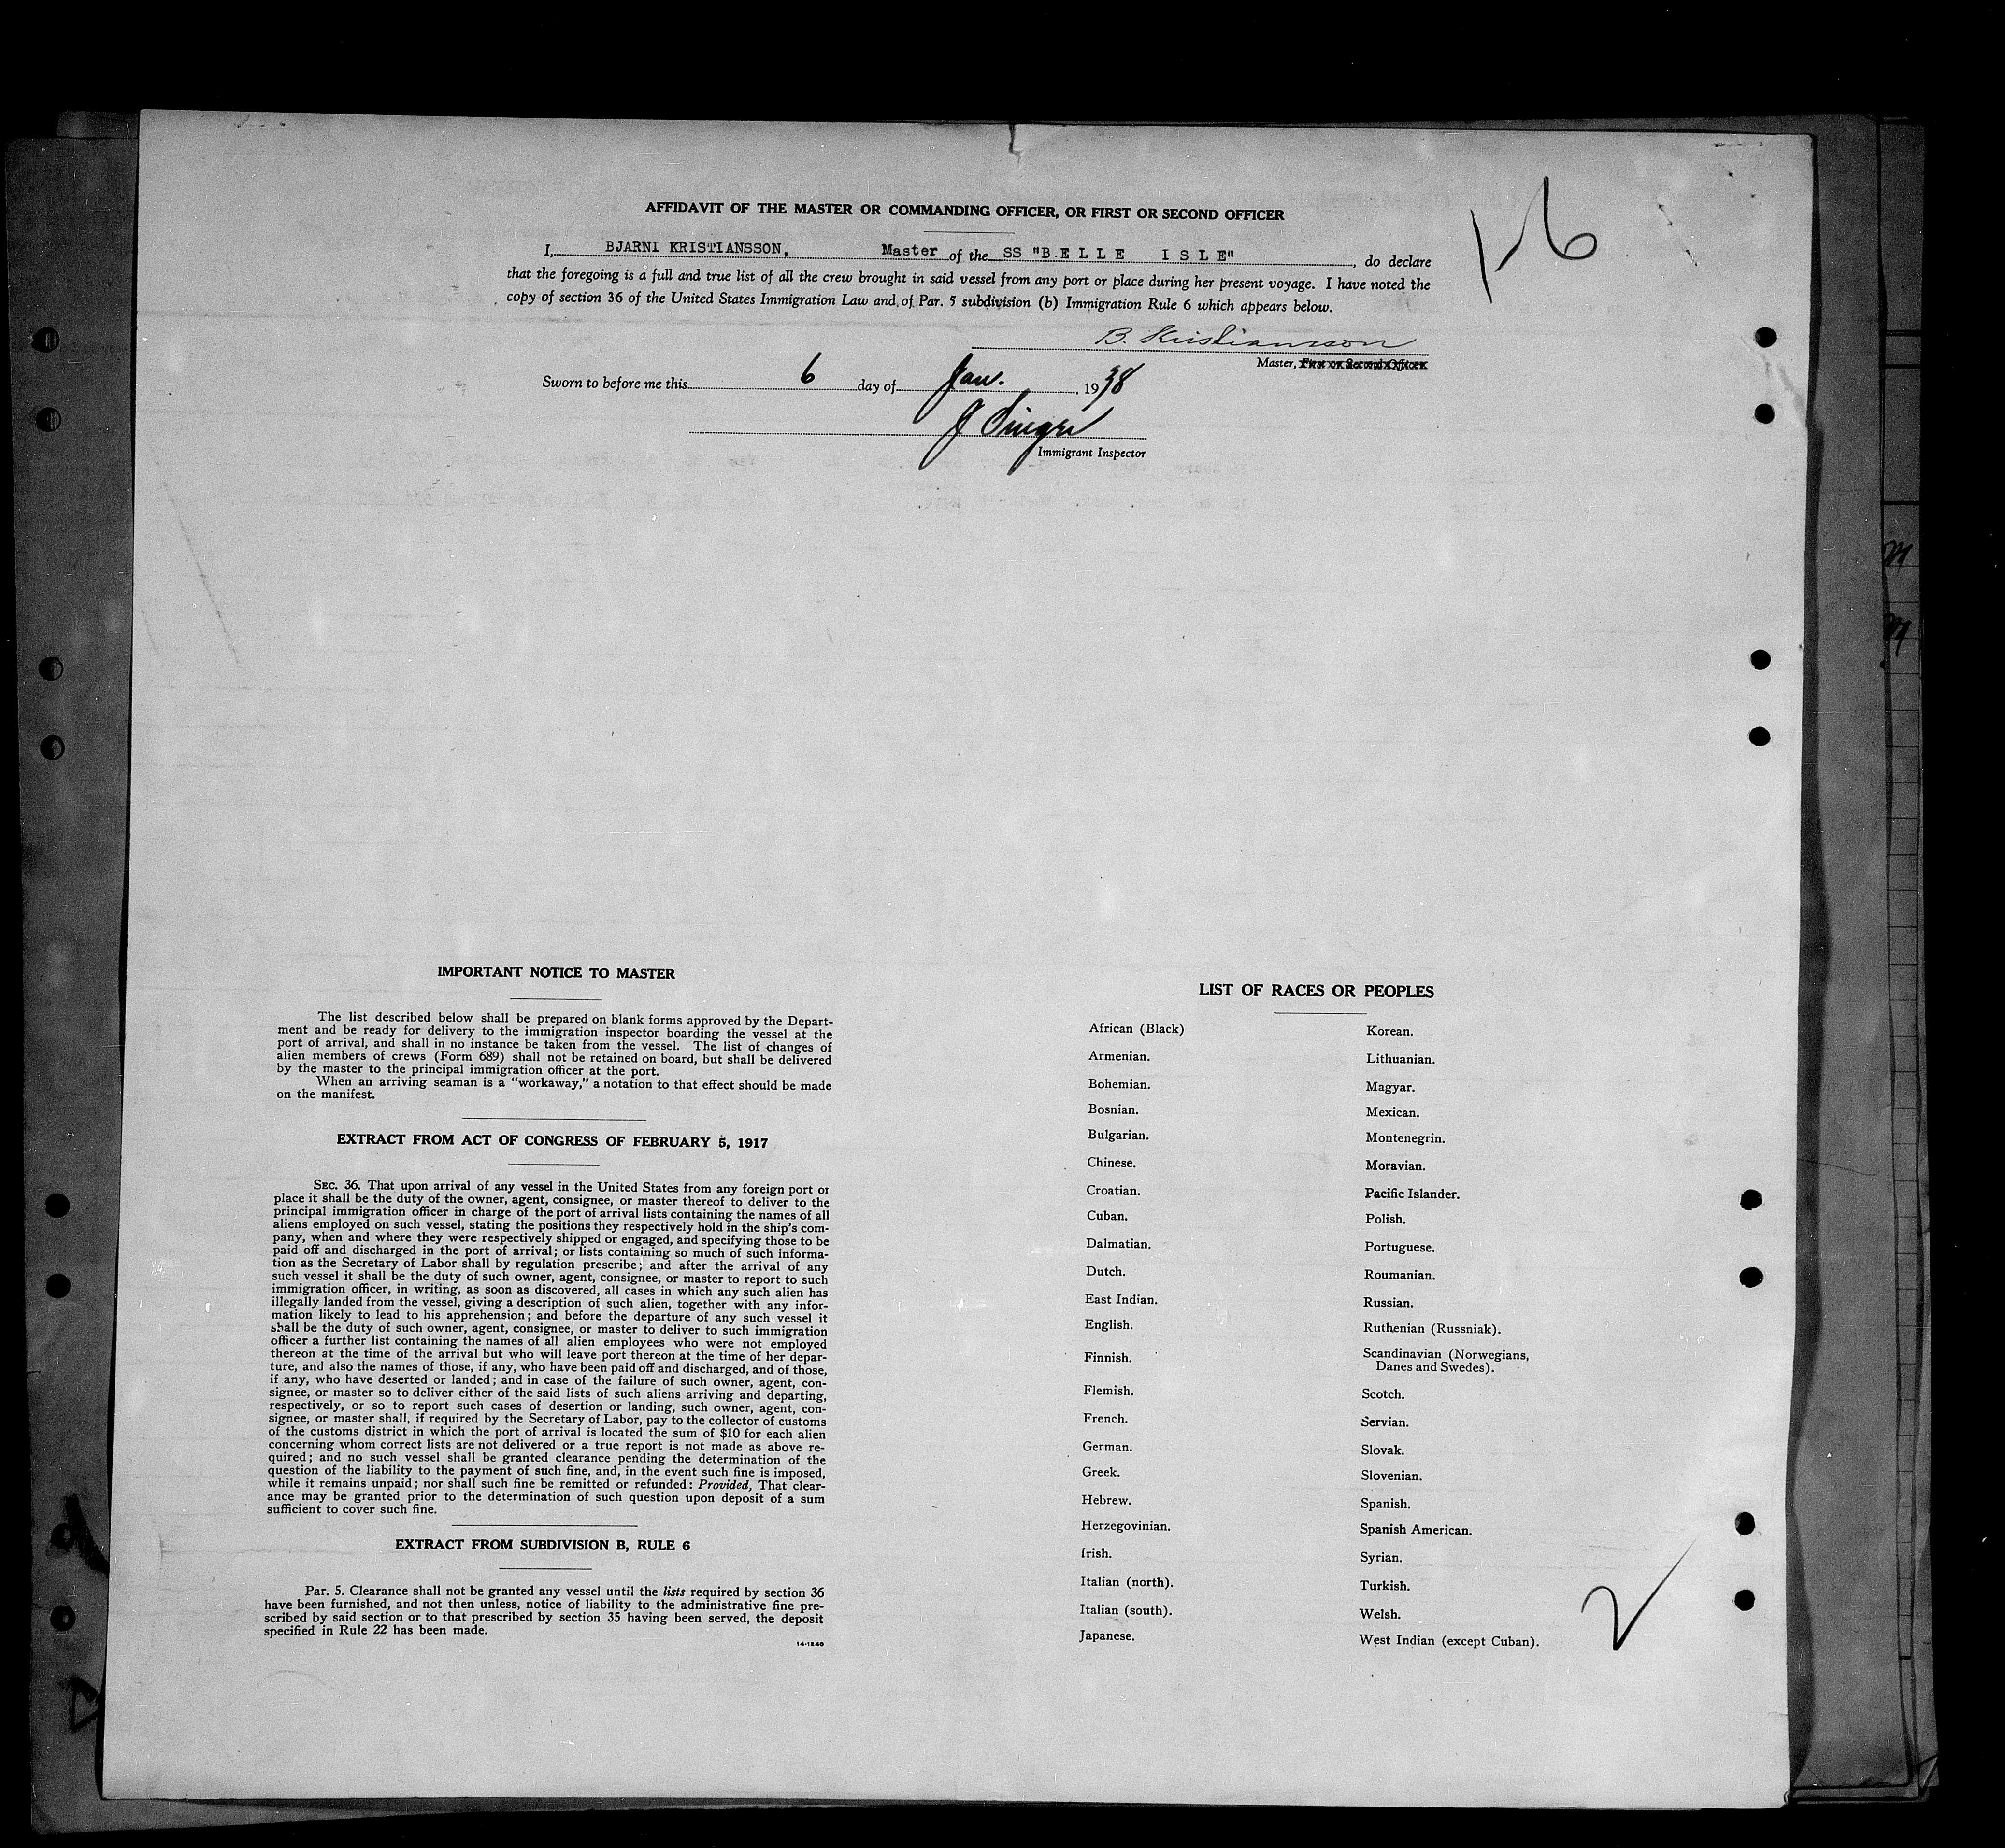 AFFIDAVIT OF THE MASTER OR COMMANDING OFFICER, OR FIRST OR SECOND OFFICER
1-6
I, BJARNI KRISTIANSSON, Master of the SS "B.E L L E I S L E", do declare
that the foregoing is a full and true list of all the crew brought in said vessel from any port or place during her present voyage. I have noted the
copy of section 36 of the United States Immigration Law and of Par. 5 subdivision (b) Immigration Rule 6 which appears below.
B. Kristiansson
Master, First or Second Officer
Sworn to before me this 6 day of Jan., 1938
J Singer
Immigrant Inspector
IMPORTANT NOTICE TO MASTER
The list described below shall be prepared on blank forms approved by the Depart-
ment and be ready for delivery to the immigration inspector boarding the vessel at the
port of arrival, and shall in no instance be taken from the vessel. The list of changes of
alien members of crews (Form 689) shall not be retained on board, but shall be delivered
by the master to the principal immigration officer at the port.
When an arriving seaman is a "workaway," a notation to that effect should be made
on the manifest.
EXTRACT FROM ACT OF CONGRESS OF FEBRUARY 5, 1917
SEC. 36. That upon arrival of any vessel in the United States from any foreign port or
place it shall be the duty of the owner, agent, consignee, or master thereof to deliver to the
principal immigration officer in charge of the port of arrival lists containing the names of all
aliens employed on such vessel, stating the positions they respectively hold in the ship's com-
pany, when and where they were respectively shipped or engaged, and specifying those to be
paid off and discharged in the port of arrival; or lists containing so much of such informa-
tion as the Secretary of Labor shall by regulation prescribe; and after the arrival of any
such vessel it shall be the duty of such owner, agent, consignee, or master to report to such
immigration officer, in writing, as soon as discovered, all cases in which any such alien has
illegally landed from the vessel, giving a description of such alien, together with any infor-
mation likely to lead to his apprehension; and before the departure of any such vessel it
shall be the duty of such owner, agent, consignee, or master to deliver to such immigration
officer a further list containing the names of all alien employees who were not employed
thereon at the time of the arrival but who will leave port thereon at the time of her depar-
ture, and also the names of those, if any, who have been paid off and discharged, and of those,
if any, who have deserted or landed; and in case of the failure of such owner, agent, con-
signee, or master so to deliver either of the said lists of such aliens arriving and departing,
respectively, or so to report such cases of desertion or landing, such owner, agent, con-
signee, or master shall, if required by the Secretary of Labor, pay to the collector of customs
of the customs district in which the port of arrival is located the sum of $10 for each alien
concerning whom correct lists are not delivered or a true report is not made as above re-
quired; and no such vessel shall be granted clearance pending the determination of the
question of the liability to the payment of such fine, and, in the event such fine is imposed,
while it remains unpaid; nor shall such fine be remitted or refunded: Provided, That clear-
ance may be granted prior to the determination of such question upon deposit of a sum
sufficient to cover such fine.
EXTRACT FROM SUBDIVISION B, RULE 6
Par. 5. Clearance shall not be granted any vessel until the lists required by section 36
have been furnished, and not then unless, notice of liability to the administrative fine pre-
scribed by said section or to that prescribed by section 35 having been served, the deposit
specified in Rule 22 has been made.
14-1240
LIST OF RACES OR PEOPLES
African (Black)
Armenian.
Bohemian.
Bosnian.
Bulgarian.
Chinese.
Croatian.
Cuban.
Dalmatian.
Dutch.
East Indian.
English.
Finnish.
Flemish.
French.
German.
Greek.
Hebrew.
Herzegovinian.
Irish.
Italian (north).
Italian (south).
Japanese.
Korean.
Lithuanian.
Magyar.
Mexican.
Montenegrin.
Moravian.
Pacific Islander.
Polish.
Portuguese.
Roumanian.
Russian.
Ruthenian (Russniak).
Scandinavian (Norwegians,
Danes and Swedes).
Scotch.
Servian.
Slovak.
Slovenian.
Spanish.
Spanish American.
Syrian.
Turkish.
Welsh.
West Indian (except Cuban).
2